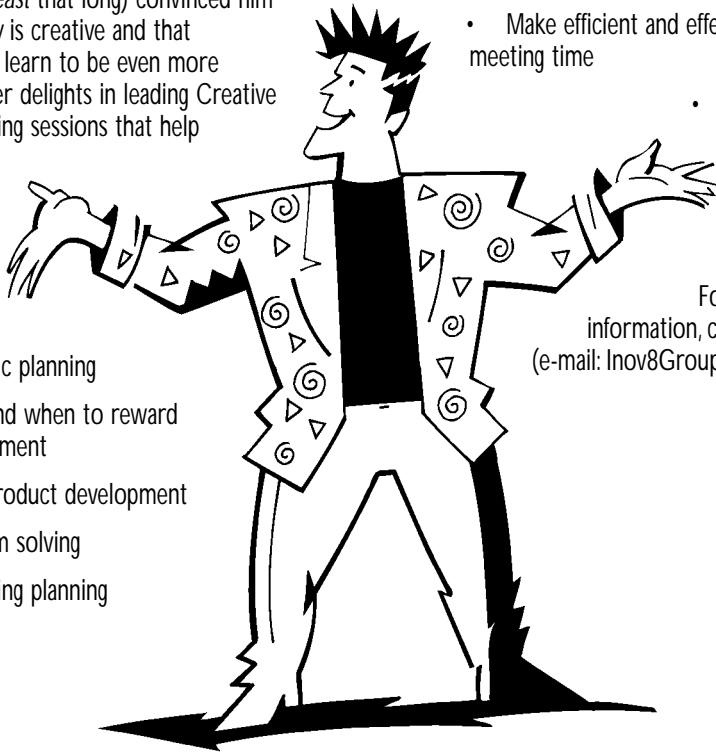 east that long) convinced him
y is creative and that
learn to be even more
er delights in leading Creative
ing sessions that help
c planning
nd when to reward
ment
roduct development
m solving
ing planning
• Make efficient and effe
meeting time
•
Fo
information, c
(e-mail: Inov8Group